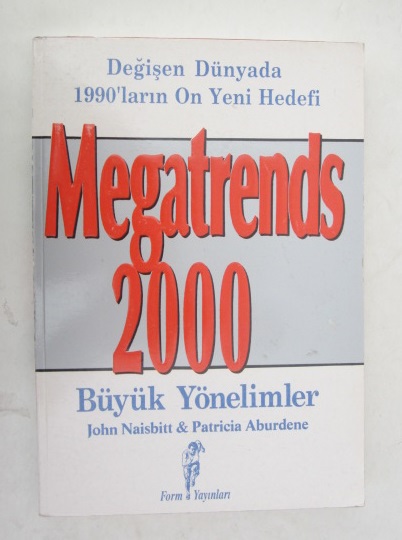 Değişen Dünyada
1990'ların On Yeni Hedefi
Megatrends
2000
Büyük Yönelimler
John Naisbitt & Patricia Aburdene
Form Yayınları